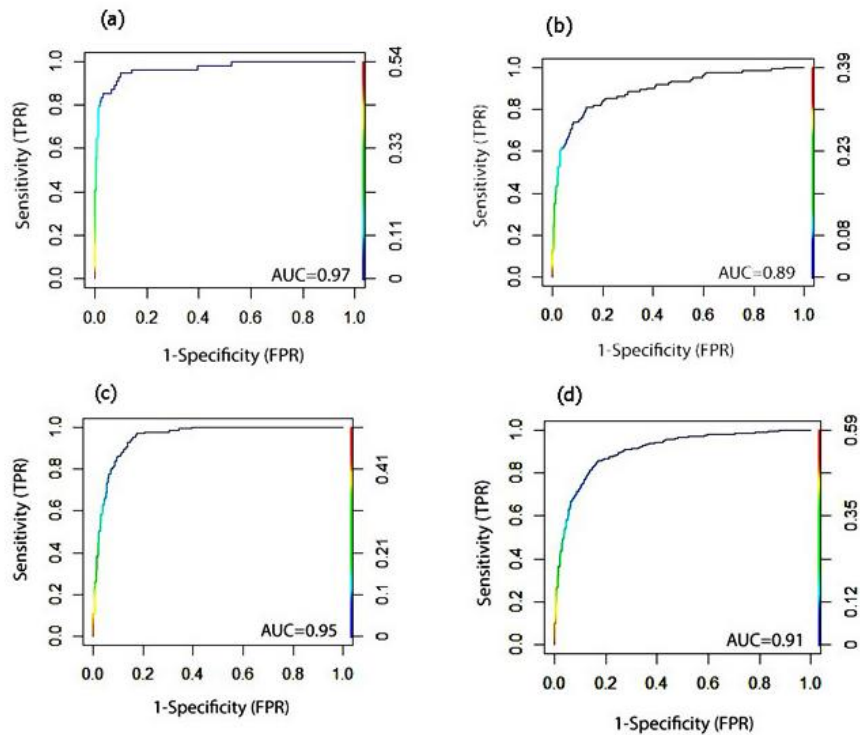 (a)
Sensitivity (TPR)
0.0 0.2 0.4 0.6 0.8 1.0
0 0.11 0.33 0.54
AUC=0.97
0.0 0.2 0.4 0.6 0.8 1.0
1-Specificity (FPR)
(b)
Sensitivity (TPR)
0.0 0.2 0.4 0.6 0.8 1.0
0 0.08 0.23 0.39
AUC=0.89
0.0 0.2 0.4 0.6 0.8 1.0
1-Specificity (FPR)
(c)
Sensitivity (TPR)
0.0 0.2 0.4 0.6 0.8 1.0
0 0.1 0.21 0.41
AUC=0.95
0.0 0.2 0.4 0.6 0.8 1.0
1-Specificity (FPR)
(d)
Sensitivity (TPR)
0.0 0.2 0.4 0.6 0.8 1.0
0 0.12 0.35 0.59
AUC=0.91
0.0 0.2 0.4 0.6 0.8 1.0
1-Specificity (FPR)